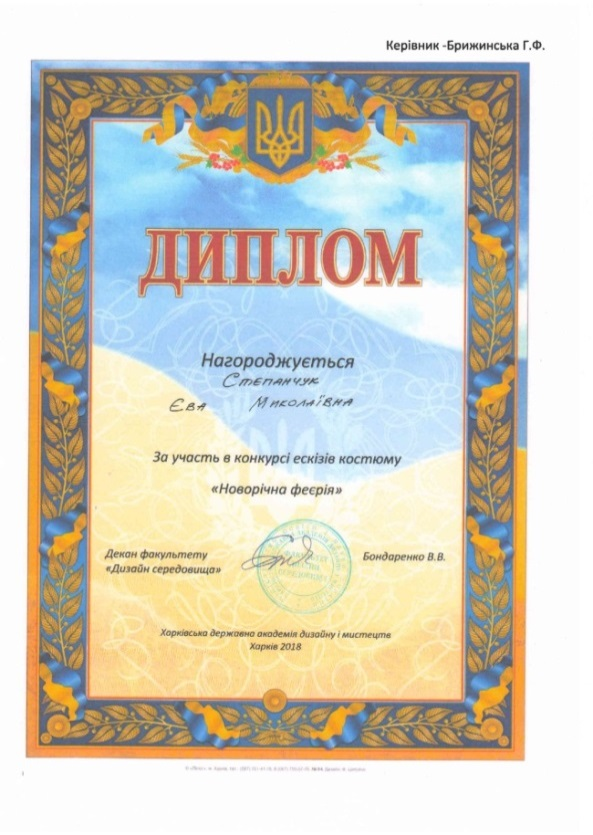 Керівник -Брижинська Г.Ф.
ДИПЛОМ
Нагороджується
Степанчук
Єва Миколаївна
За участь в конкурсі ескізів костюму
«Новорічна феєрія»
Декан факультету
«Дизайн середовища»
Бондаренко В.В.
Харківська державна академія дизайну і мистецтв
Харків 2018